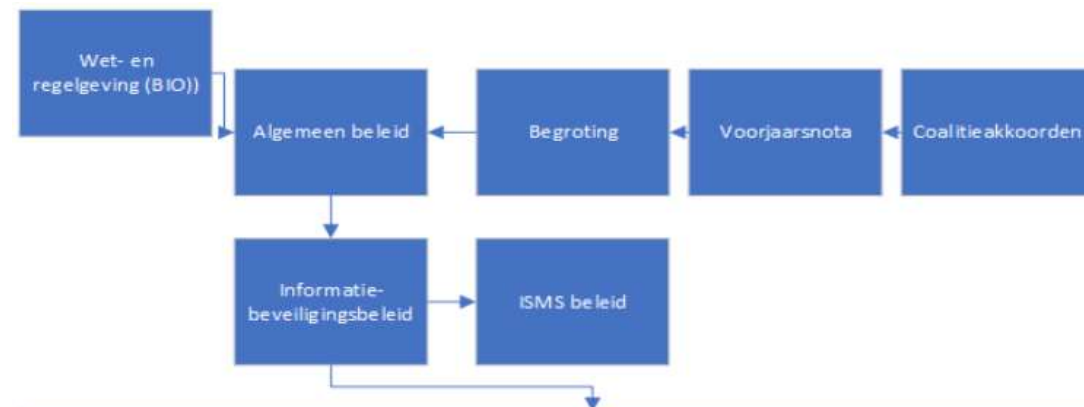 Wet- en
regelgeving (BIO))
Algemeen beleid
Begroting
Voorjaarsnota
Coalitieakkoorden
Informatie-
beveiligingsbeleid
ISMS beleid